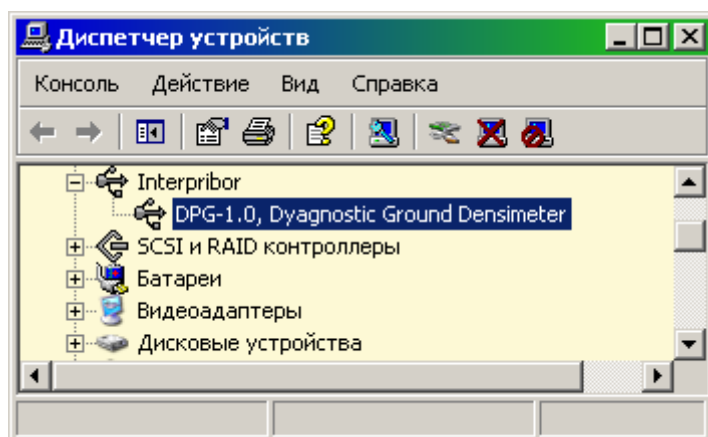 Диспетчер устройств
Консоль Действие Вид Справка
Interpribor
DPG-1.0, Dyagnostic Ground Densimeter
SCSI и RAID контроллеры
Батареи
Видеоадаптеры
Дисковые устройства